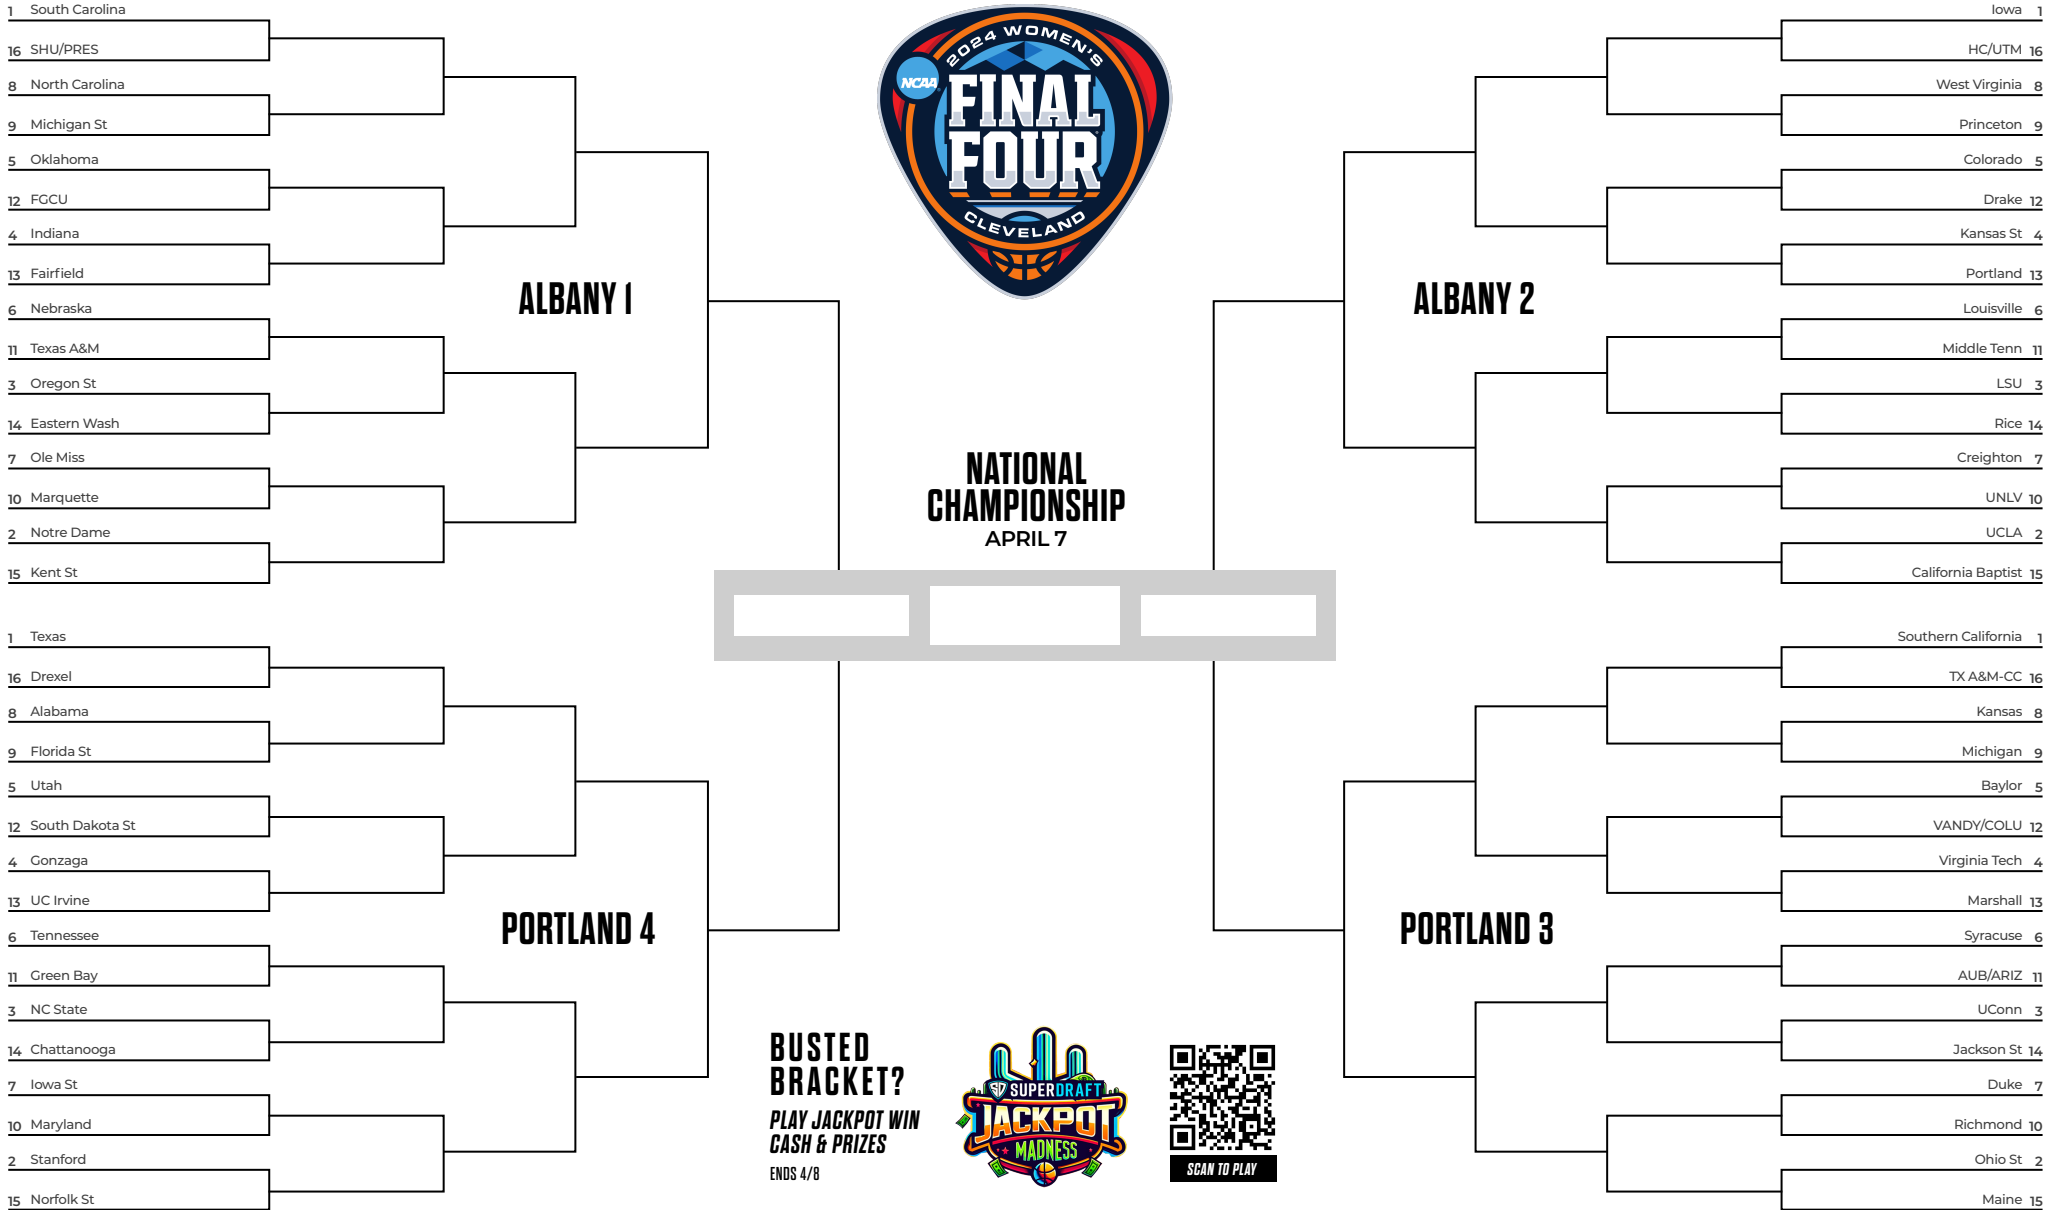 1 South Carolina
16 SHU/PRES
8 North Carolina
9 Michigan St
5 Oklahoma
12 FGCU
4 Indiana
13 Fairfield
6 Nebraska
11 Texas A&M
3 Oregon St
14 Eastern Wash
7 Ole Miss
10 Marquette
2 Notre Dame
15 Kent St
ALBANY 1
1 Texas
16 Drexel
8 Alabama
9 Florida St
5 Utah
12 South Dakota St
4 Gonzaga
13 UC Irvine
6 Tennessee
11 Green Bay
3 NC State
14 Chattanooga
7 Iowa St
10 Maryland
2 Stanford
15 Norfolk St
PORTLAND 4
2024 WOMEN'S
NCAA
FINAL
FOUR
CLEVELAND
NATIONAL
CHAMPIONSHIP
APRIL 7
BUSTED
BRACKET?
PLAY JACKPOT WIN
CASH & PRIZES
ENDS 4/8
SD SUPERDRAFT
JACKPOT
MADNESS
SCAN TO PLAY
Iowa 1
HC/UTM 16
West Virginia 8
Princeton 9
Colorado 5
Drake 12
Kansas St 4
Portland 13
Louisville 6
Middle Tenn 11
LSU 3
Rice 14
Creighton 7
UNLV 10
UCLA 2
California Baptist 15
ALBANY 2
Southern California 1
TX A&M-CC 16
Kansas 8
Michigan 9
Baylor 5
VANDY/COLU 12
Virginia Tech 4
Marshall 13
Syracuse 6
AUB/ARIZ 11
UConn 3
Jackson St 14
Duke 7
Richmond 10
Ohio St 2
Maine 15
PORTLAND 3